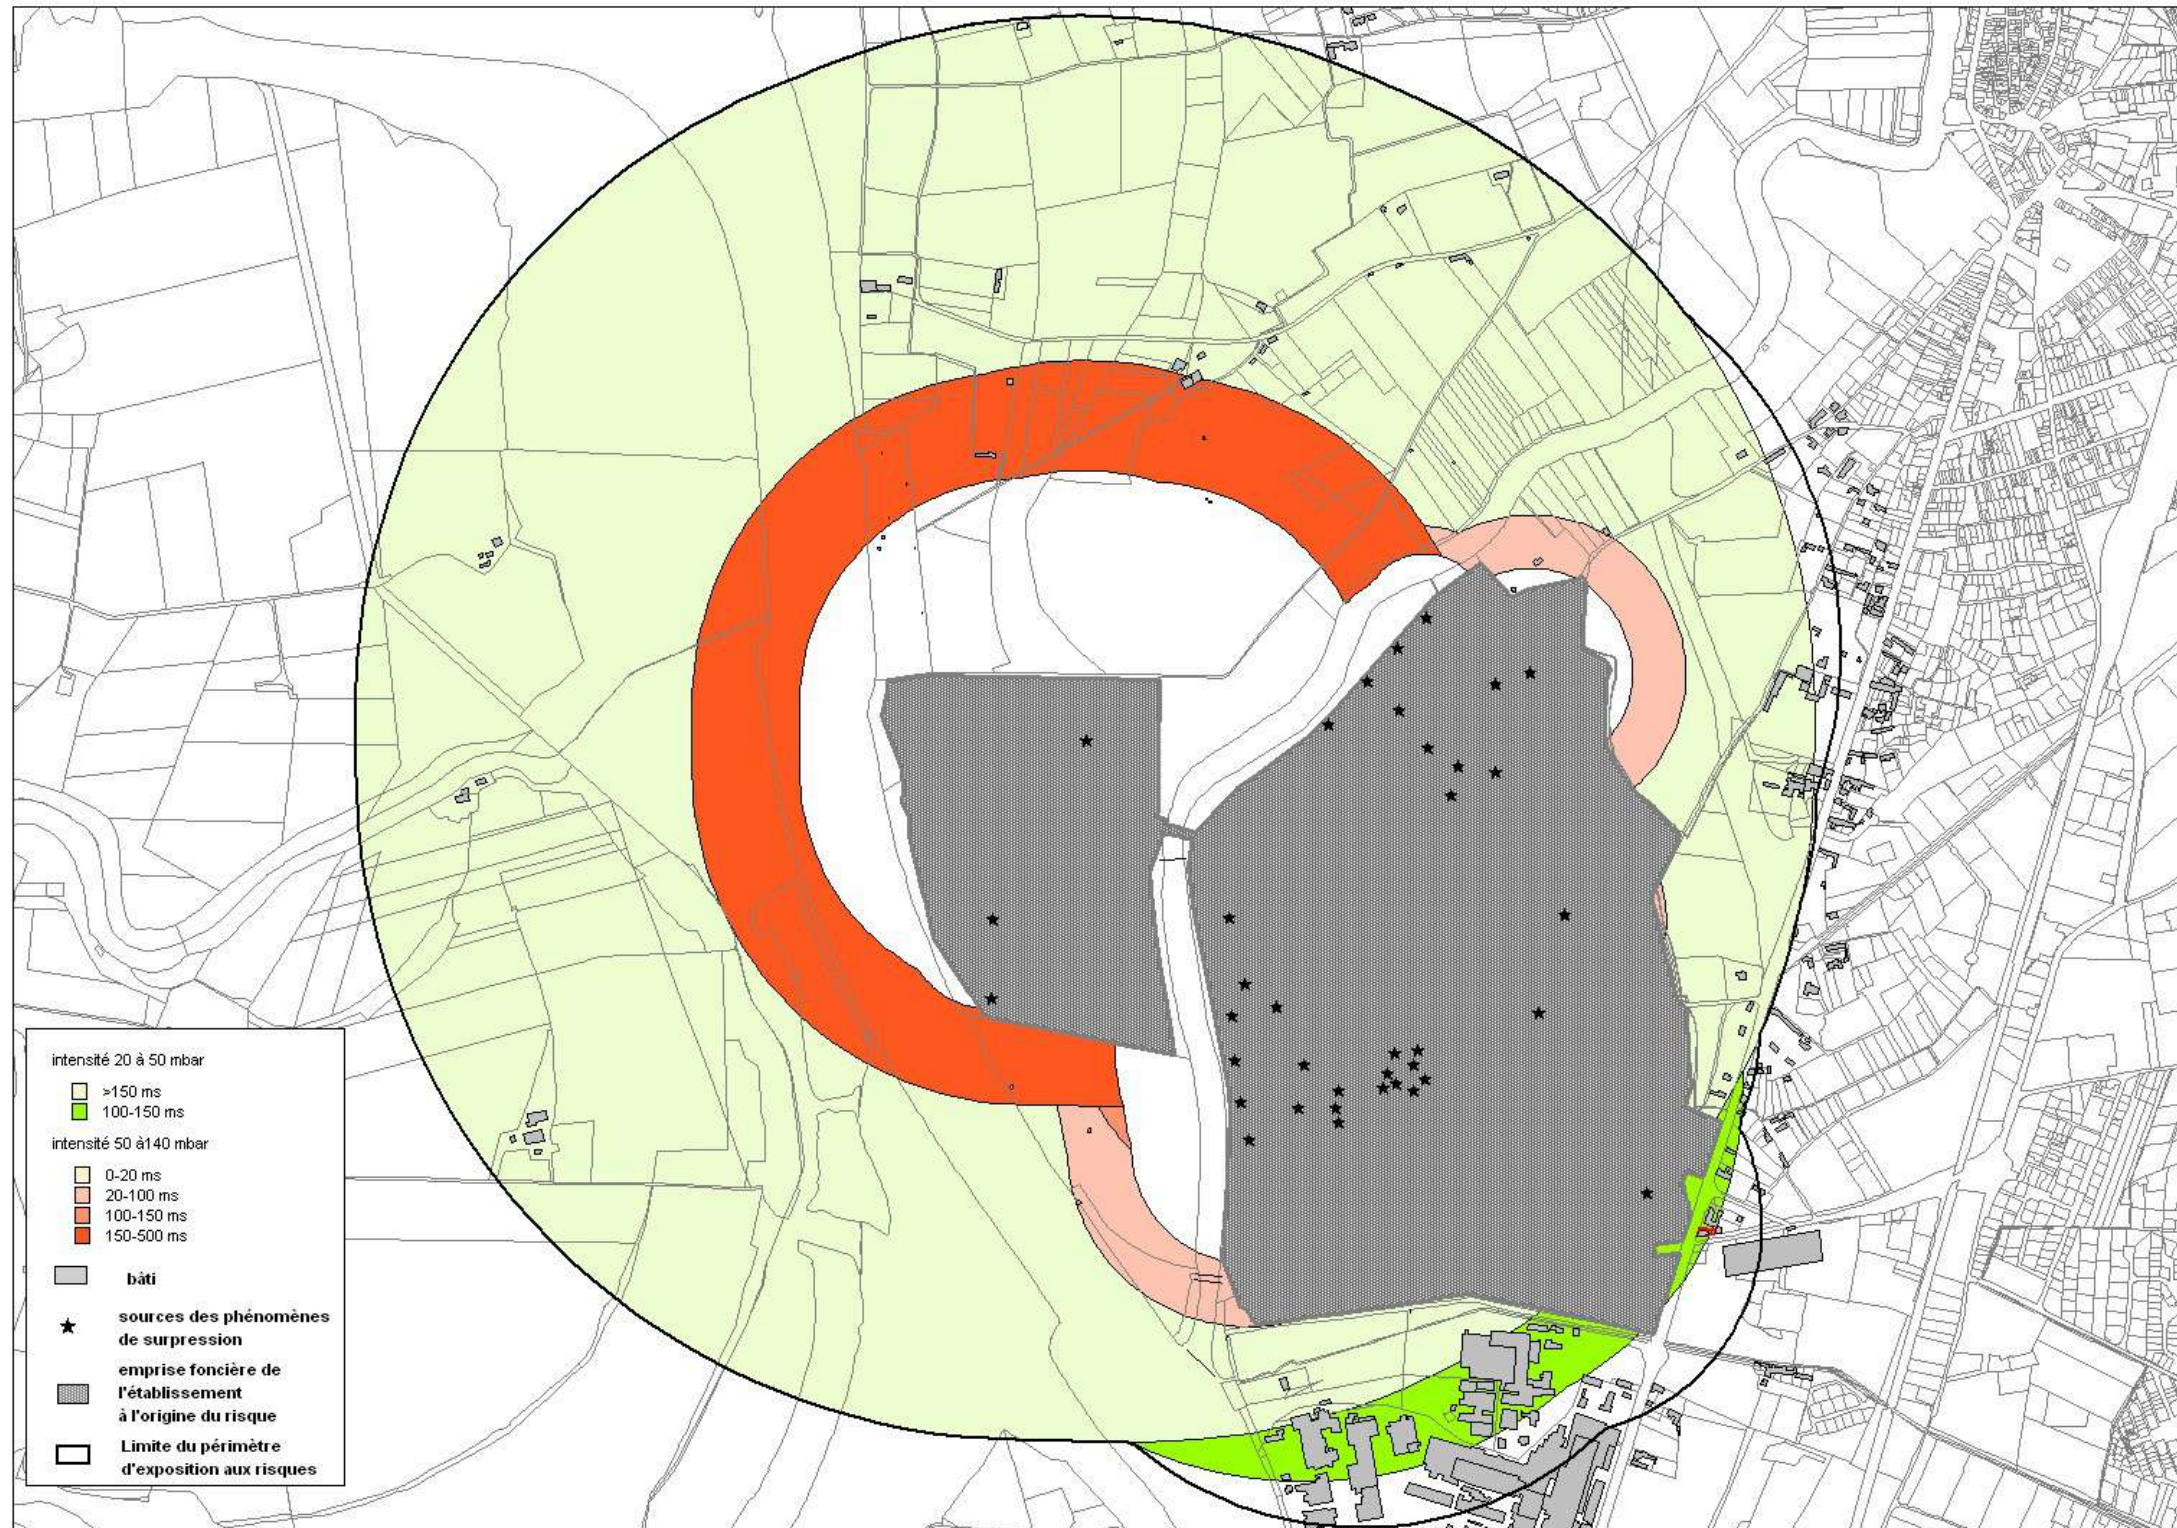 intensité 20 à 50 mbar
>150 ms
100-150 ms
intensité 50 à140 mbar
0-20 ms
20-100 ms
100-150 ms
150-500 ms
bâti
sources des phénomènes
de surpression
emprise foncière de
l'établissement
à l'origine du risque
Limite du périmètre
d'exposition aux risques